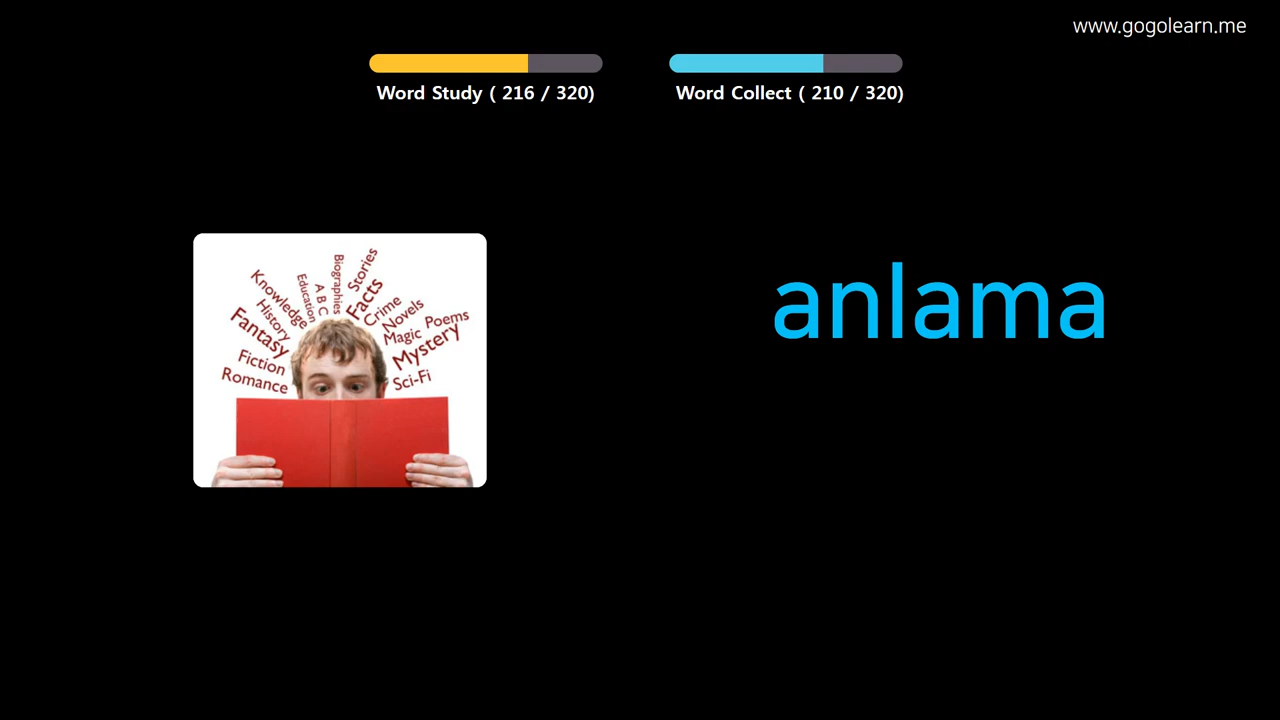 www.gogolearn.me
Word Study ( 216 / 320)
Word Collect ( 210 / 320)
Knowledge
History
Fantasy
Fiction
Romance
Education
A B C
Biographies
Stories
Facts
Crime
Novels
Magic
Poems
Mystery
Sci-Fi
anlama